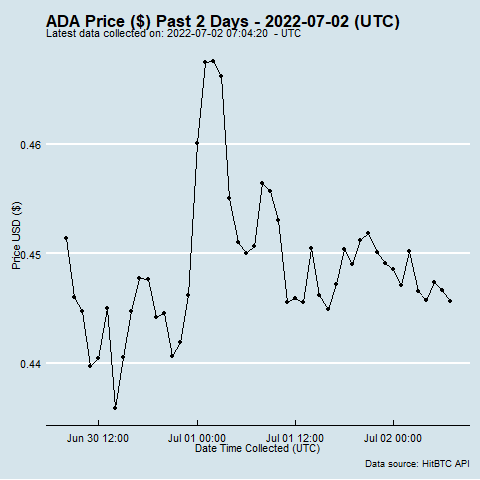 ADA Price ($) Past 2 Days - 2022-07-02 (UTC)
Latest data collected on: 2022-07-02 07:04:20  - UTC
0.46
0.45
0.44
Price USD ($)
Jun 30 12:00
Jul 01 00:00
Jul 01 12:00
Jul 02 00:00
Date Time Collected (UTC)
Data source: HitBTC API